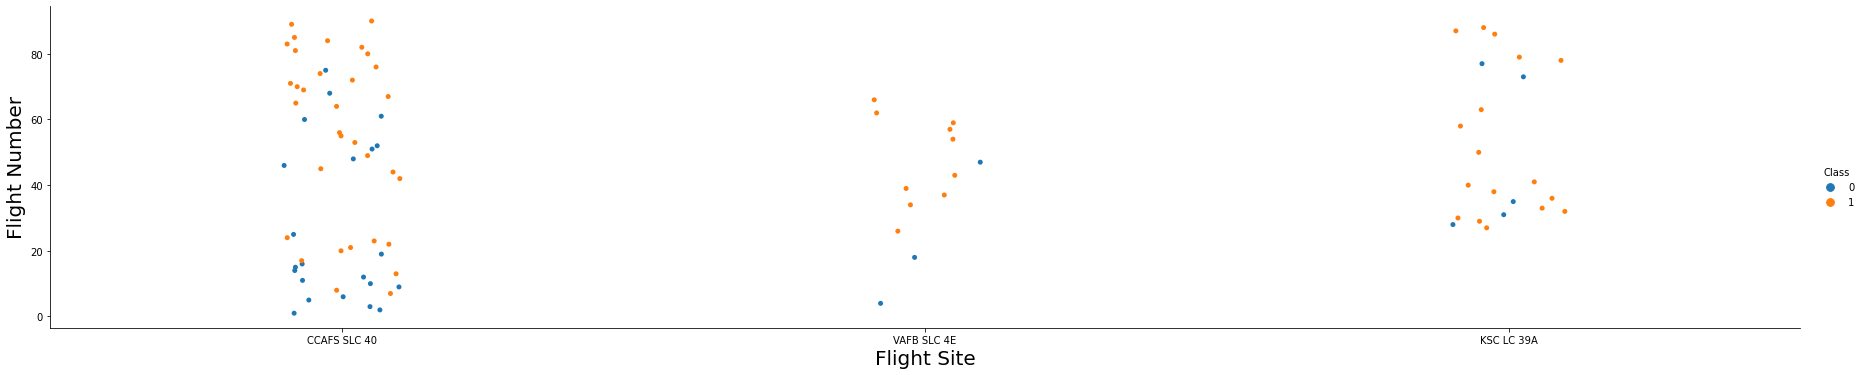 Flight Number
80
60
40
20
0
CCAFS SLC 40
VAFB SLC 4E
KSC LC 39A
Flight Site
Class
0
1